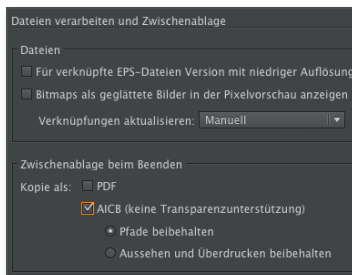 Dateien verarbeiten und Zwischenablage
Dateien
Für verknüpfte EPS-Dateien Version mit niedriger Auflösung
Bitmaps als geglättete Bilder in der Pixelvorschau anzeigen
Verknüpfungen aktualisieren: Manuell
Zwischenablage beim Beenden
Kopie als: PDF
AICB (keine Transparenzunterstützung)
Pfade beibehalten
Aussehen und Überdrucken beibehalten